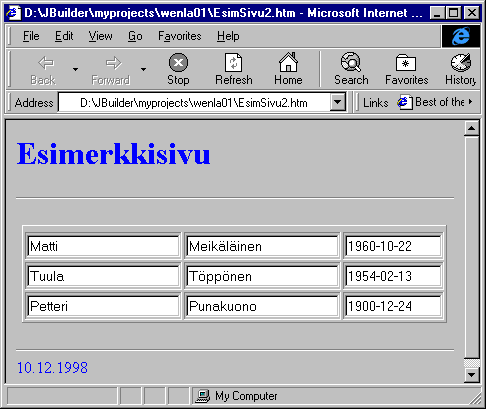 D:\JBuilder\myprojects\wenla01\EsimSivu2.htm - Microsoft Internet ...
File Edit View Go Favorites Help
Back Forward Stop Refresh Home Search Favorites History
Address D:\JBuilder\myprojects\wenla01\EsimSivu2.htm Links Best of the
Esimerkkisivu
Matti Meikäläinen 1960-10-22
Tuula Töppönen 1954-02-13
Petteri Punakuono 1900-12-24
10.12.1998
My Computer